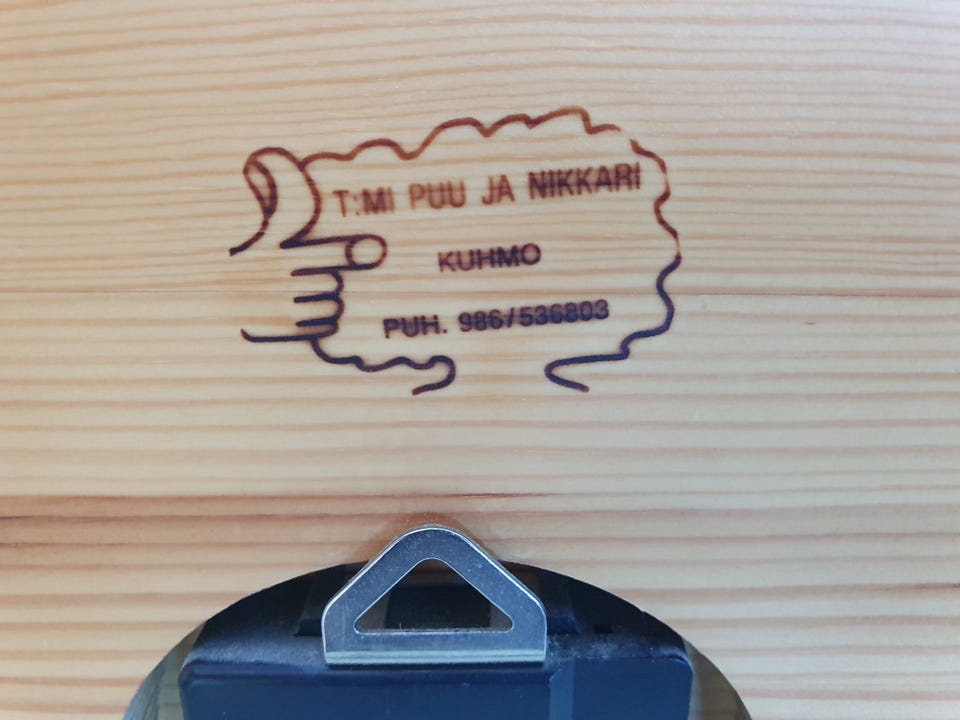 T:MI PUU JA NIKKARI
KUHMO
PUH. 986/536803